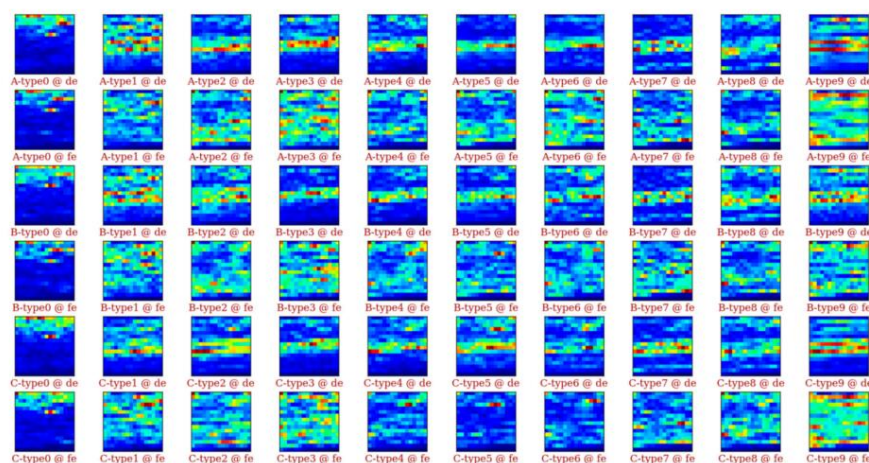 A-type0 @ de A-type1 @ de A-type2 @ de A-type3 @ de A-type4 @ de A-type5 @ de A-type6 @ de A-type7 @ de A-type8 @ de A-type9 @ de
A-type0 @ fe A-type1 @ fe A-type2 @ fe A-type3 @ fe A-type4 @ fe A-type5 @ fe A-type6 @ fe A-type7 @ fe A-type8 @ fe A-type9 @ fe
B-type0 @ de B-type1 @ de B-type2 @ de B-type3 @ de B-type4 @ de B-type5 @ de B-type6 @ de B-type7 @ de B-type8 @ de B-type9 @ de
B-type0 @ fe B-type1 @ fe B-type2 @ fe B-type3 @ fe B-type4 @ fe B-type5 @ fe B-type6 @ fe B-type7 @ fe B-type8 @ fe B-type9 @ fe
C-type0 @ de C-type1 @ de C-type2 @ de C-type3 @ de C-type4 @ de C-type5 @ de C-type6 @ de C-type7 @ de C-type8 @ de C-type9 @ de
C-type0 @ fe C-type1 @ fe C-type2 @ fe C-type3 @ fe C-type4 @ fe C-type5 @ fe C-type6 @ fe C-type7 @ fe C-type8 @ fe C-type9 @ fe